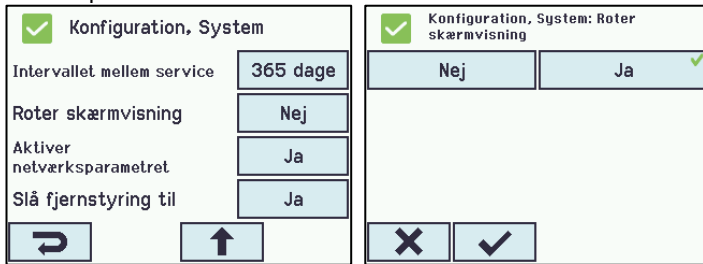 Konfiguration, System
Intervallet mellem service 365 dage
Roter skærmvisning Nej
Aktiver
netværksparametret Ja
Slå fjernstyring til Ja
Konfiguration, System: Roter
skærmvisning
Nej Ja